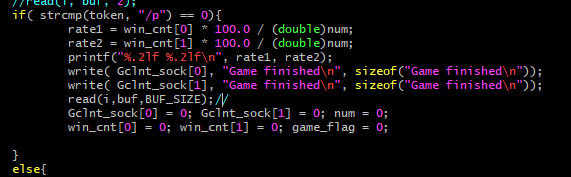 //read(i, buf, 2);
if( strcmp(token, "/p") == 0){
rate1 = win_cnt[0] * 100.0 / (double)num;
rate2 = win_cnt[1] * 100.0 / (double)num;
printf("%.2lf %.2lf\n", rate1, rate2);
write( Gclnt_sock[0], "Game finished\n", sizeof("Game finished\n"));
write( Gclnt_sock[1], "Game finished\n", sizeof("Game finished\n"));
read(i,buf,BUF_SIZE);//
Gclnt_sock[0] = 0; Gclnt_sock[1] = 0; num = 0;
win_cnt[0] = 0; win_cnt[1] = 0; game_flag = 0;
}
else{